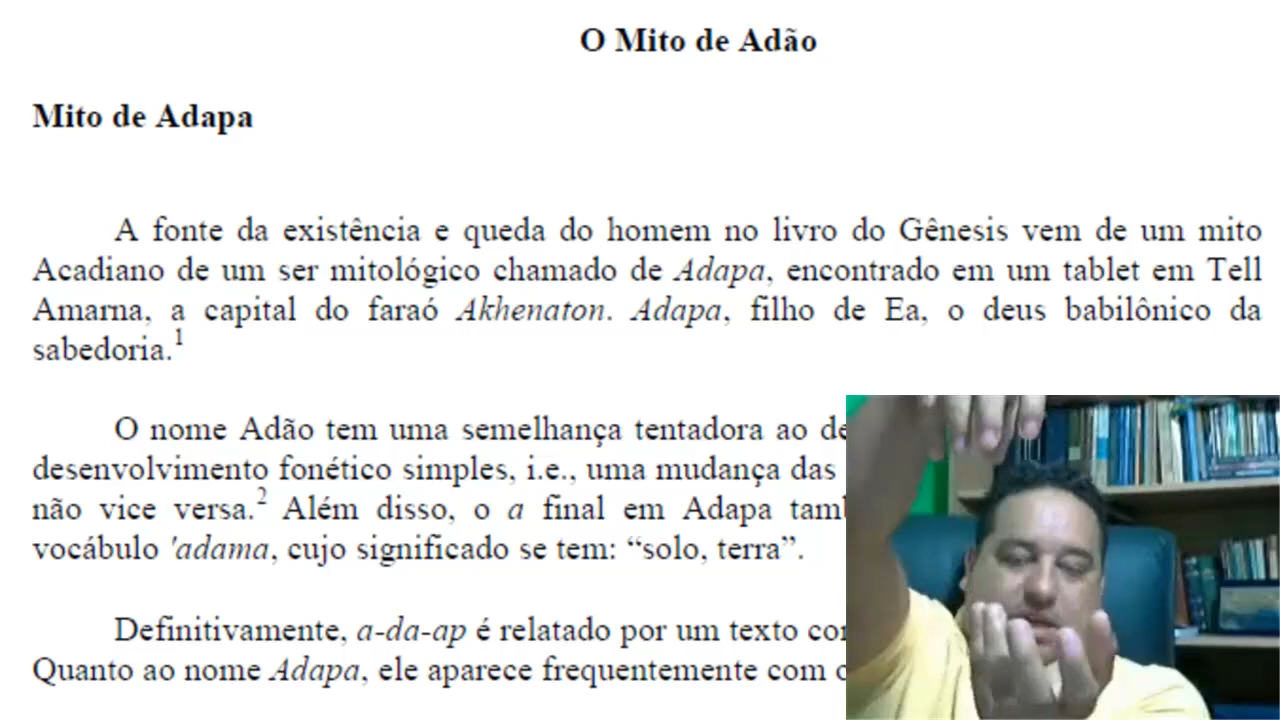 O Mito de Adão
Mito de Adapa
A fonte da existência e queda do homem no livro do Gênesis vem de um mito
Acadiano de um ser mitológico chamado de Adapa, encontrado em um tablet em Tell
Amarna, a capital do faraó Akhenaton. Adapa, filho de Ea, o deus babilônico da
sabedoria.1
O nome Adão tem uma semelhança tentadora ao
desenvolvimento fonético simples, i.e., uma mudança das
não vice versa.2 Além disso, o a final em Adapa
vocábulo 'adama, cujo significado se tem: “solo, terra”.
Definitivamente, a-da-ap é relatado por um texto
Quanto ao nome Adapa, ele aparece frequentemente com